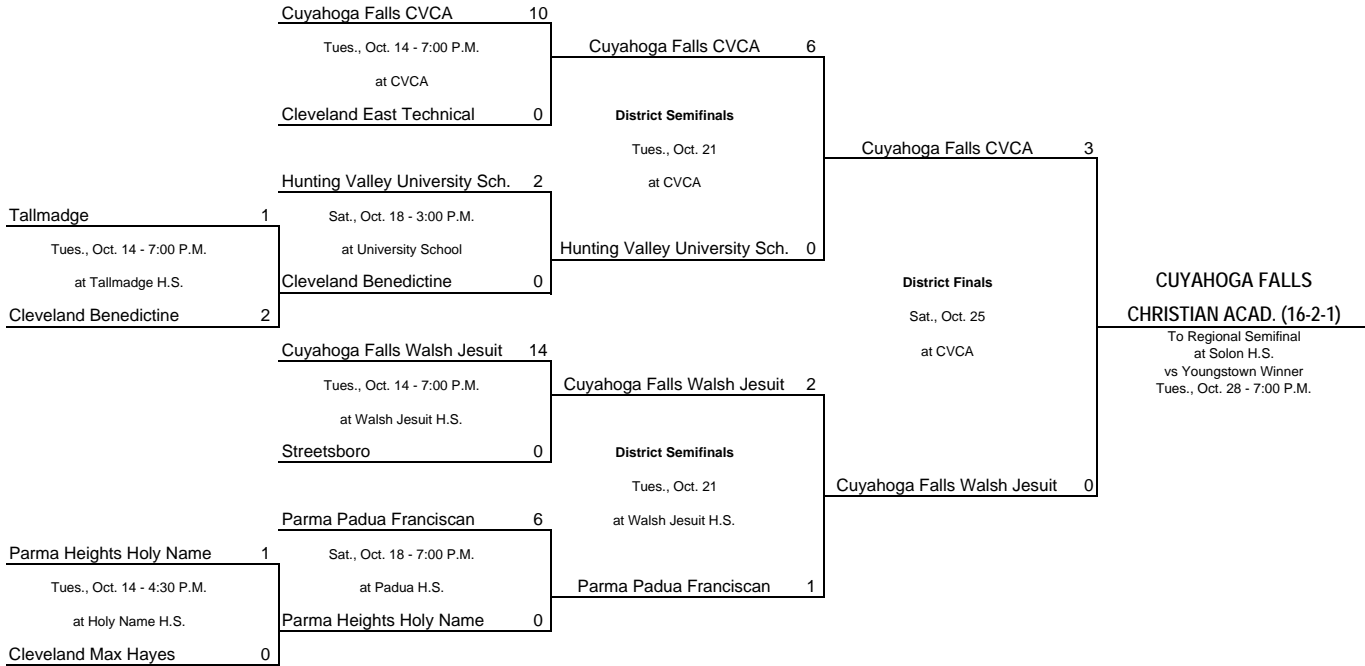 Cuyahoga Falls CVCA 10
Tues., Oct. 14 - 7:00 P.M.
at CVCA
Cleveland East Technical 0
Hunting Valley University Sch. 2
Tallmadge 1
Sat., Oct. 18 - 3:00 P.M.
Tues., Oct. 14 - 7:00 P.M.
at University School
at Tallmadge H.S.
Cleveland Benedictine 0
Cleveland Benedictine 2
Cuyahoga Falls Walsh Jesuit 14
Tues., Oct. 14 - 7:00 P.M.
at Walsh Jesuit H.S.
Streetsboro 0
Parma Padua Franciscan 6
Parma Heights Holy Name 1
Sat., Oct. 18 - 7:00 P.M.
Tues., Oct. 14 - 4:30 P.M.
at Padua H.S.
at Holy Name H.S.
Parma Heights Holy Name 0
Cleveland Max Hayes 0
Cuyahoga Falls CVCA 6
District Semifinals
Tues., Oct. 21
at CVCA
Hunting Valley University Sch. 0
Cuyahoga Falls Walsh Jesuit 2
District Semifinals
Tues., Oct. 21
at Walsh Jesuit H.S.
Parma Padua Franciscan 1
Cuyahoga Falls CVCA 3
District Finals
Sat., Oct. 25
at CVCA
Cuyahoga Falls Walsh Jesuit 0
CUYAHOGA FALLS
CHRISTIAN ACAD. (16-2-1)
To Regional Semifinal
at Solon H.S.
vs Youngstown Winner
Tues., Oct. 28 - 7:00 P.M.